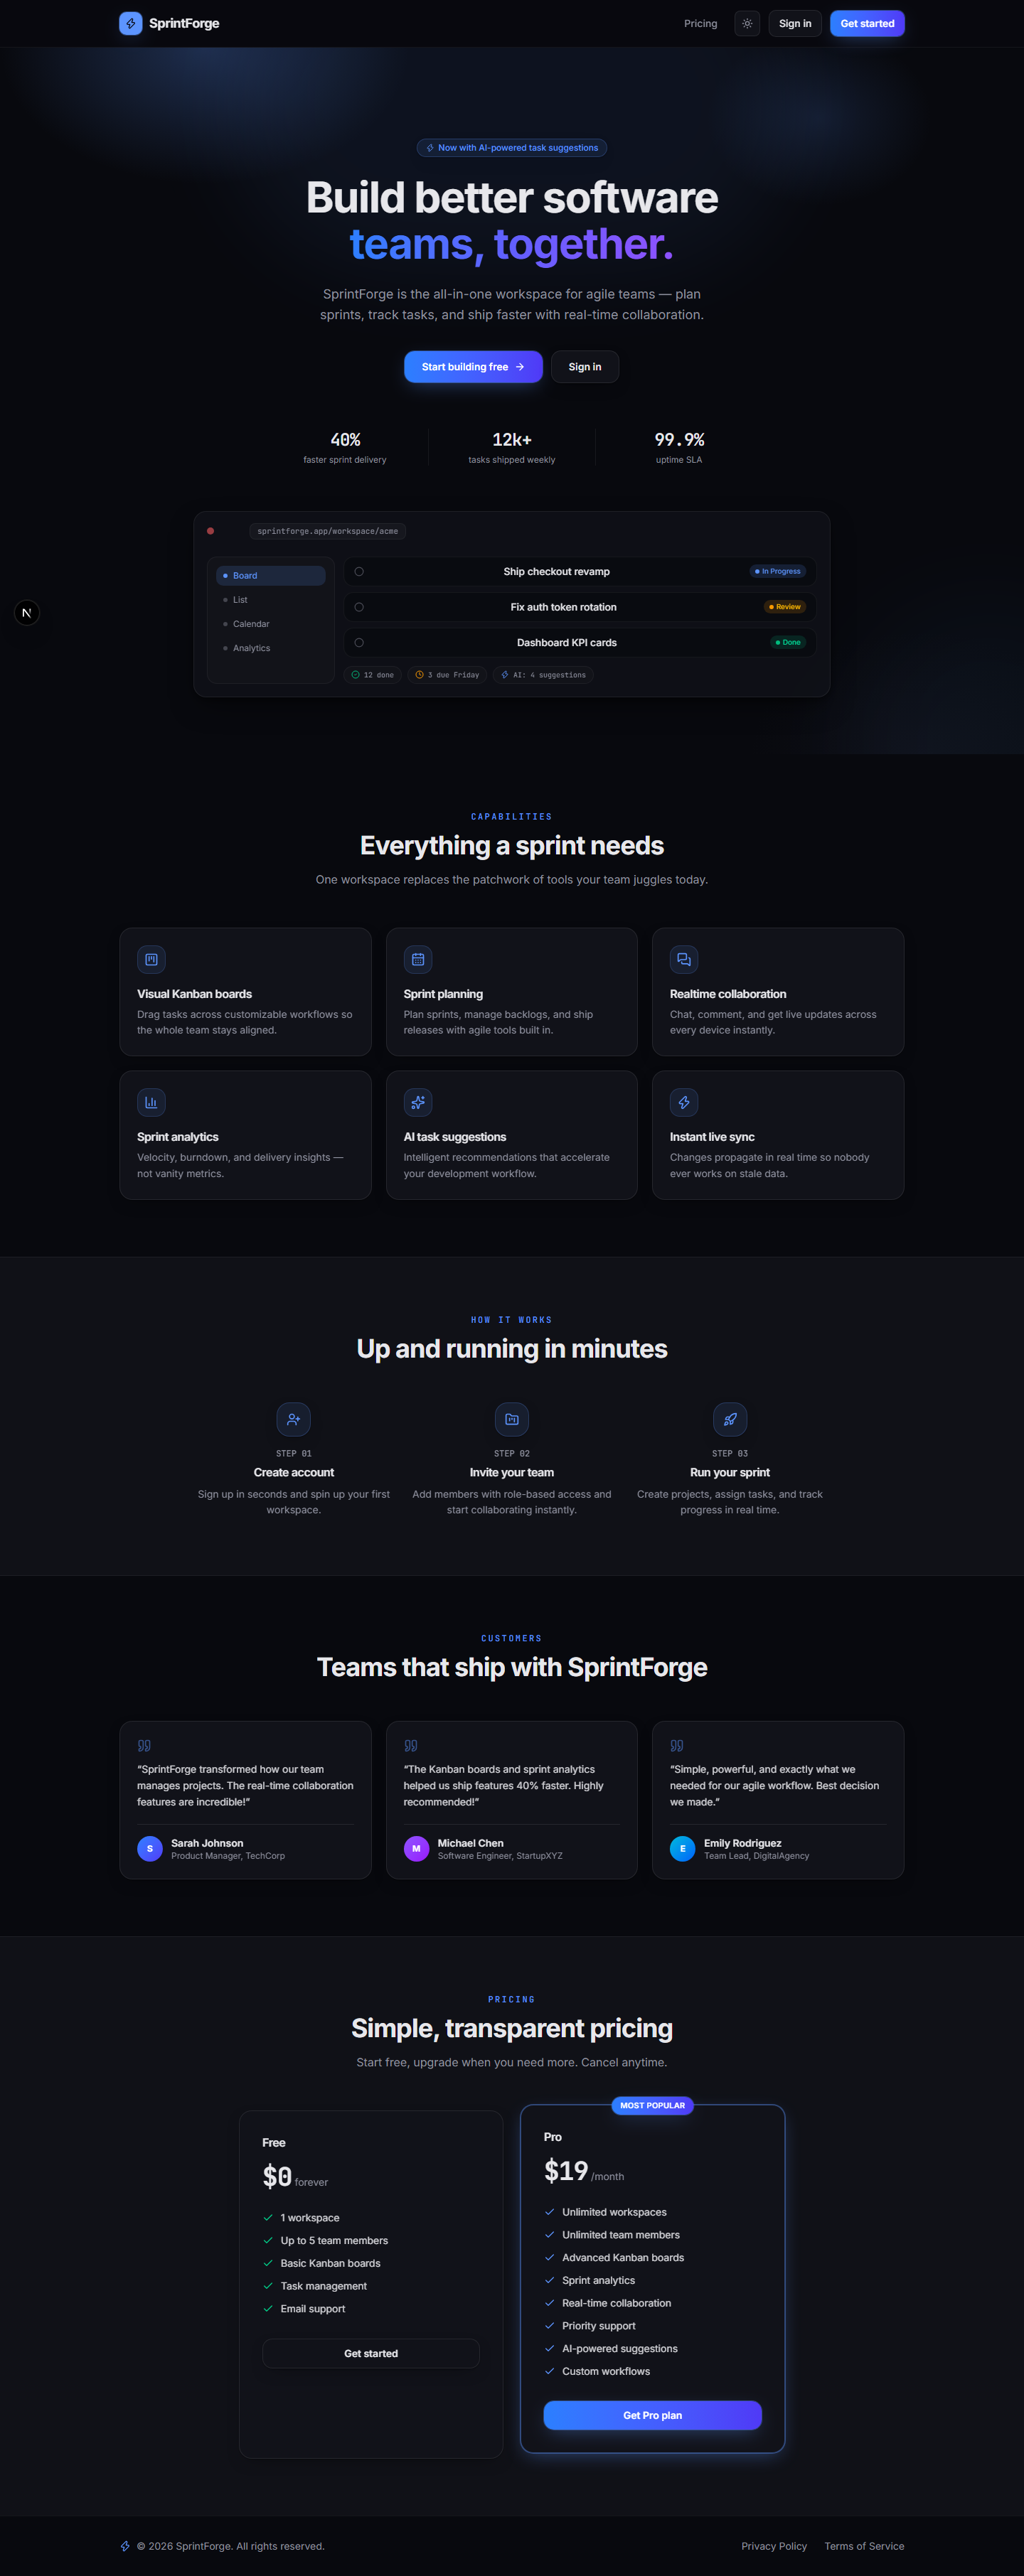 SprintForge
Pricing
Sign in
Get started
Now with AI-powered task suggestions
Build better software
teams, together.
SprintForge is the all-in-one workspace for agile teams — plan
sprints, track tasks, and ship faster with real-time collaboration.
Start building free
Sign in
40%
faster sprint delivery
12k+
tasks shipped weekly
99.9%
uptime SLA
sprintforge.app/workspace/acme
Board
List
Calendar
Analytics
Ship checkout revamp
In Progress
Fix auth token rotation
Review
Dashboard KPI cards
Done
12 done
3 due Friday
AI: 4 suggestions
N
CAPABILITIES
Everything a sprint needs
One workspace replaces the patchwork of tools your team juggles today.
Visual Kanban boards
Drag tasks across customizable workflows so
the whole team stays aligned.
Sprint planning
Plan sprints, manage backlogs, and ship
releases with agile tools built in.
Realtime collaboration
Chat, comment, and get live updates across
every device instantly.
Sprint analytics
Velocity, burndown, and delivery insights —
not vanity metrics.
AI task suggestions
Intelligent recommendations that accelerate
your development workflow.
Instant live sync
Changes propagate in real time so nobody
ever works on stale data.
HOW IT WORKS
Up and running in minutes
STEP 01
Create account
Sign up in seconds and spin up your first
workspace.
STEP 02
Invite your team
Add members with role-based access and
start collaborating instantly.
STEP 03
Run your sprint
Create projects, assign tasks, and track
progress in real time.
CUSTOMERS
Teams that ship with SprintForge
“SprintForge transformed how our team
manages projects. The real-time collaboration
features are incredible!”
S
Sarah Johnson
Product Manager, TechCorp
“The Kanban boards and sprint analytics
helped us ship features 40% faster. Highly
recommended!”
M
Michael Chen
Software Engineer, StartupXYZ
“Simple, powerful, and exactly what we
needed for our agile workflow. Best decision
we made.”
E
Emily Rodriguez
Team Lead, DigitalAgency
PRICING
Simple, transparent pricing
Start free, upgrade when you need more. Cancel anytime.
Free
$0 forever
1 workspace
Up to 5 team members
Basic Kanban boards
Task management
Email support
Get started
MOST POPULAR
Pro
$19 /month
Unlimited workspaces
Unlimited team members
Advanced Kanban boards
Sprint analytics
Real-time collaboration
Priority support
AI-powered suggestions
Custom workflows
Get Pro plan
© 2026 SprintForge. All rights reserved.
Privacy Policy
Terms of Service